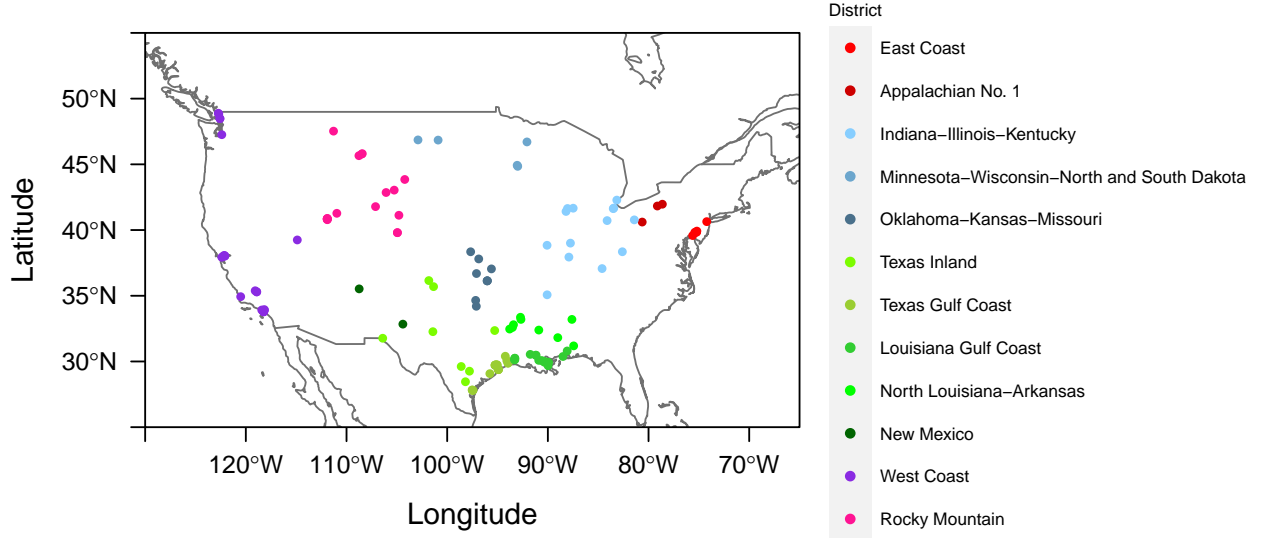 District
East Coast
Appalachian No. 1
Indiana−Illinois−Kentucky
Minnesota−Wisconsin−North and South Dakota
Oklahoma−Kansas−Missouri
Texas Inland
Texas Gulf Coast
Louisiana Gulf Coast
North Louisiana−Arkansas
New Mexico
West Coast
Rocky Mountain
Latitude
50°N
45°N
40°N
35°N
30°N
120°W 110°W 100°W 90°W 80°W 70°W
Longitude